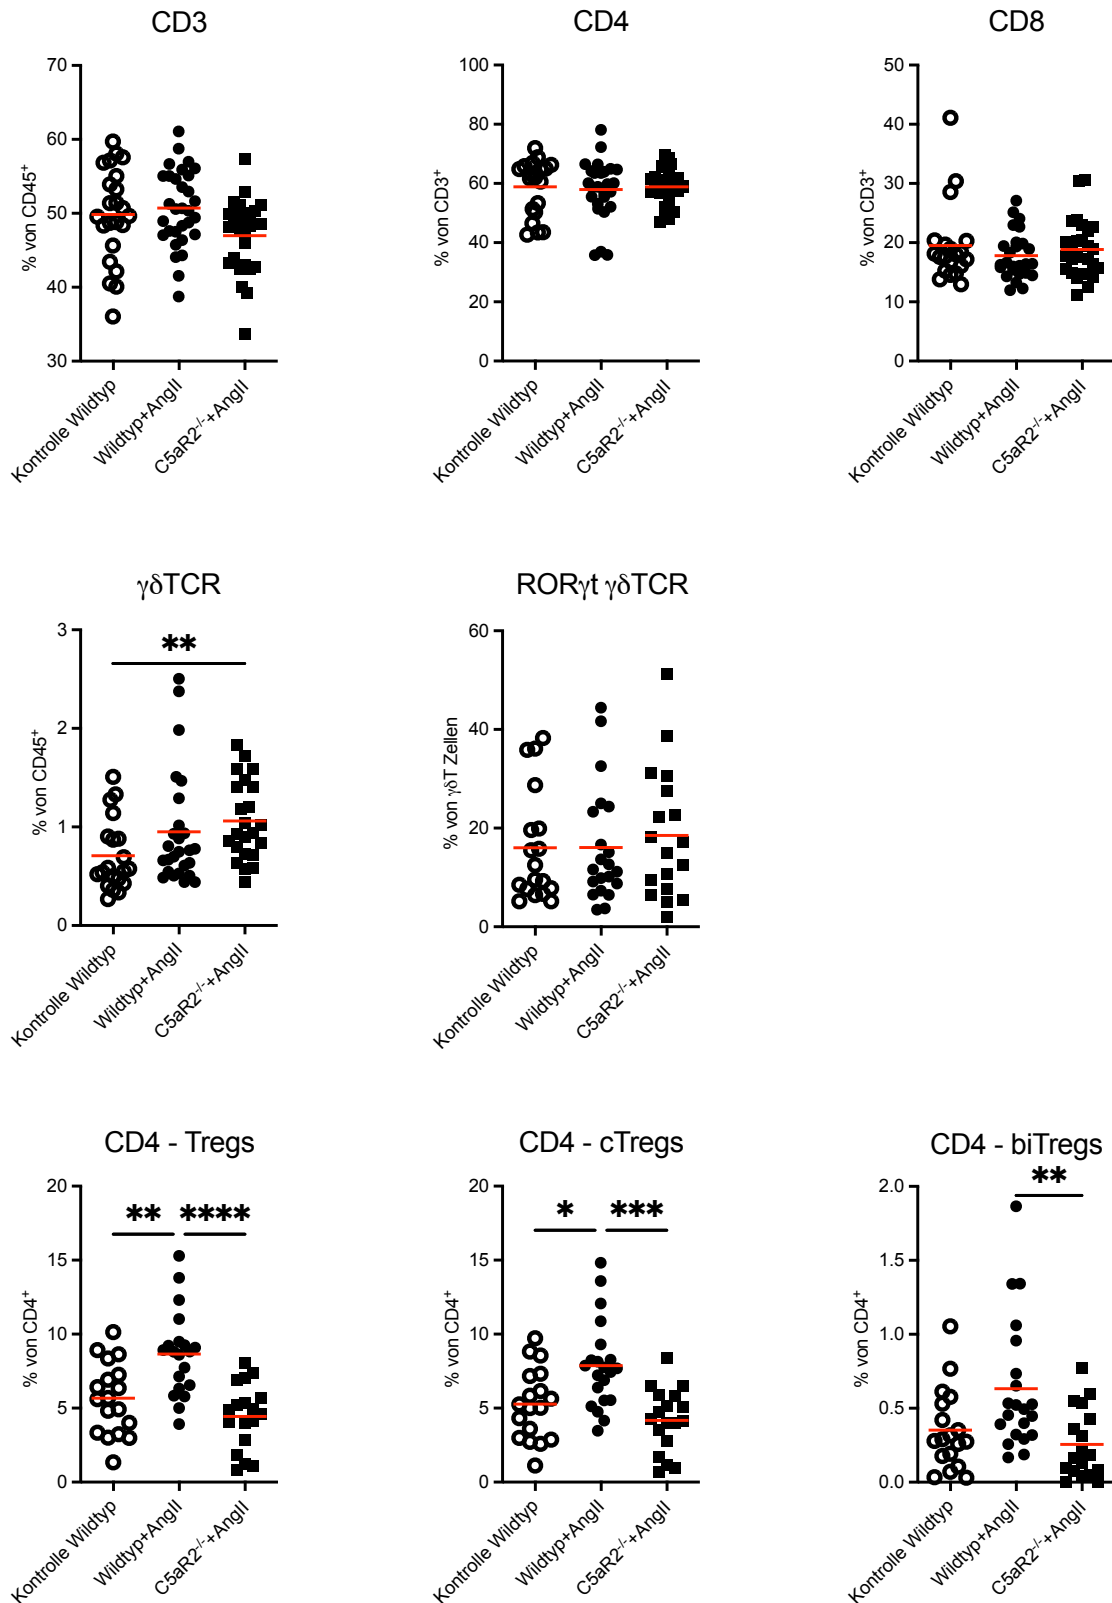 CD3
70
60
50
40
30
% von CD45⁺
Kontrolle Wildtyp
Wildtyp+AngII
C5aR2⁻/⁻+AngII
CD4
100
80
60
40
20
0
% von CD3⁺
Kontrolle Wildtyp
Wildtyp+AngII
C5aR2⁻/⁻+AngII
CD8
50
40
30
20
10
0
% von CD3⁺
Kontrolle Wildtyp
Wildtyp+AngII
C5aR2⁻/⁻+AngII
γδTCR
**
3
2
1
0
% von CD45⁺
Kontrolle Wildtyp
Wildtyp+AngII
C5aR2⁻/⁻+AngII
RORγt γδTCR
60
40
20
0
% von γδT Zellen
Kontrolle Wildtyp
Wildtyp+AngII
C5aR2⁻/⁻+AngII
CD4 - Tregs
** ****
20
15
10
5
0
% von CD4⁺
Kontrolle Wildtyp
Wildtyp+AngII
C5aR2⁻/⁻+AngII
CD4 - cTregs
* ***
20
15
10
5
0
% von CD4⁺
Kontrolle Wildtyp
Wildtyp+AngII
C5aR2⁻/⁻+AngII
CD4 - biTregs
**
2.0
1.5
1.0
0.5
0.0
% von CD4⁺
Kontrolle Wildtyp
Wildtyp+AngII
C5aR2⁻/⁻+AngII